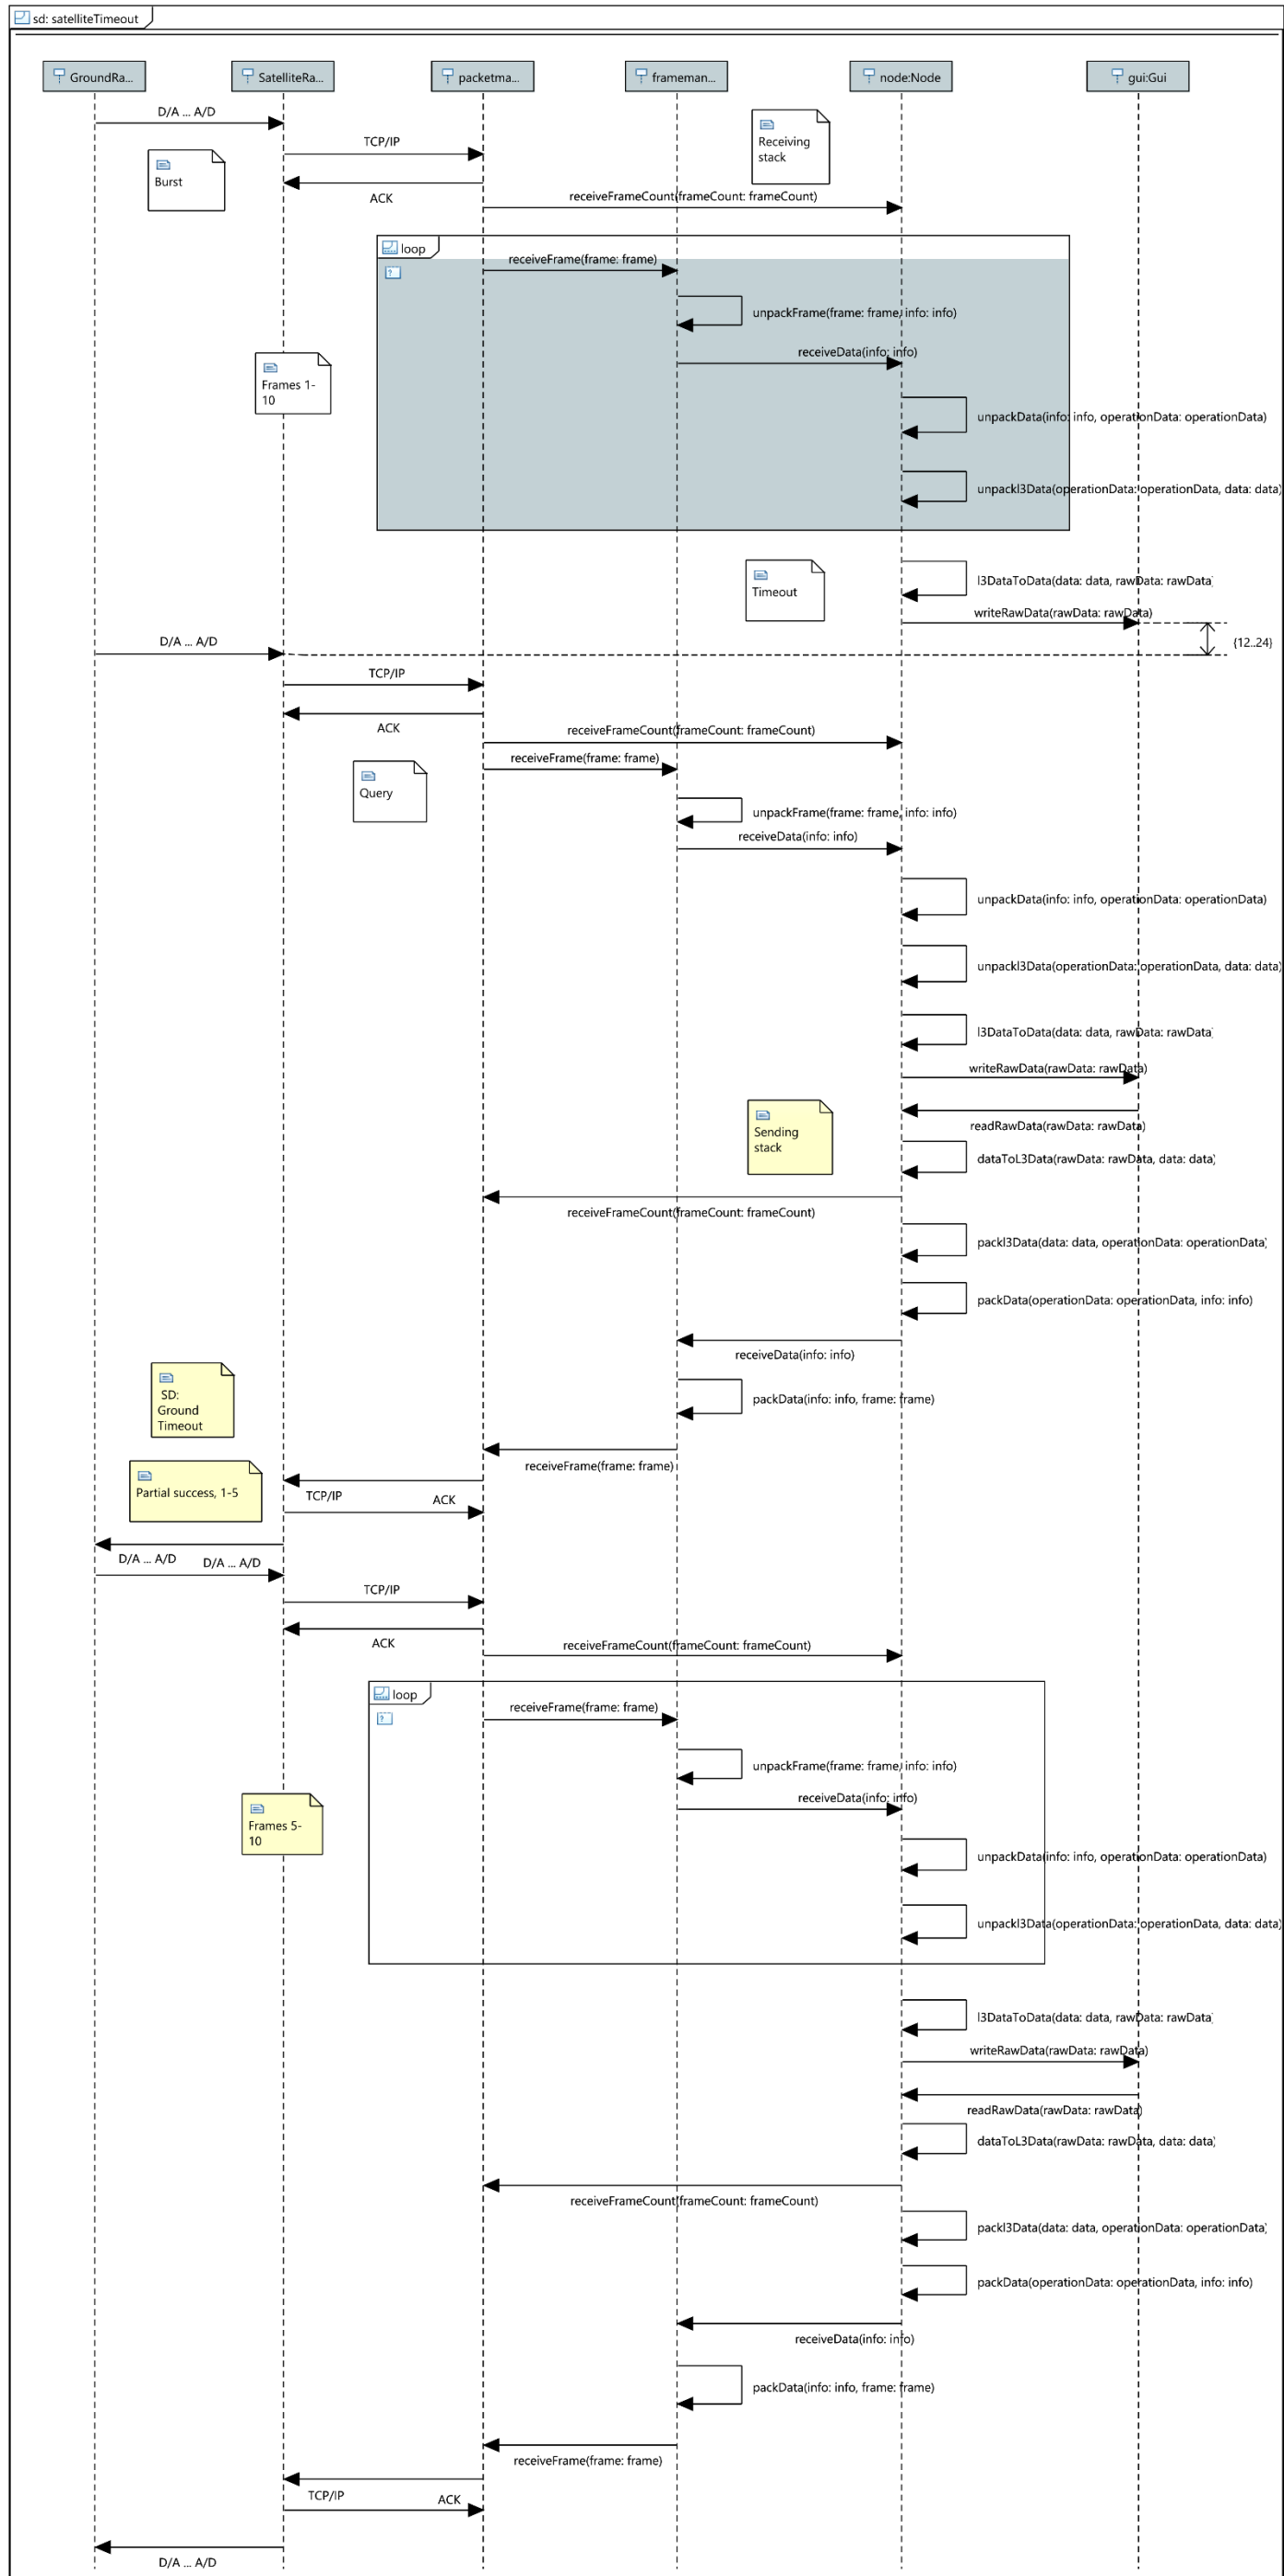 sd: satelliteTimeout
GroundRa...
SatelliteRa...
packetma...
frameman...
node:Node
gui:Gui
D/A ... A/D
Receiving
stack
TCP/IP
Burst
ACK
receiveFrameCount(frameCount: frameCount)
loop
receiveFrame(frame: frame)
unpackFrame(frame: frame, info: info)
receiveData(info: info)
Frames 1-
10
unpackData(info: info, operationData: operationData)
unpackl3Data(operationData: operationData, data: data)
Timeout
l3DataToData(data: data, rawData: rawData)
writeRawData(rawData: rawData)
D/A ... A/D
{12..24}
TCP/IP
ACK
receiveFrameCount(frameCount: frameCount)
receiveFrame(frame: frame)
Query
unpackFrame(frame: frame, info: info)
receiveData(info: info)
unpackData(info: info, operationData: operationData)
unpackl3Data(operationData: operationData, data: data)
l3DataToData(data: data, rawData: rawData)
writeRawData(rawData: rawData)
readRawData(rawData: rawData)
Sending
stack
dataToL3Data(rawData: rawData, data: data)
receiveFrameCount(frameCount: frameCount)
packl3Data(data: data, operationData: operationData)
packData(operationData: operationData, info: info)
receiveData(info: info)
SD:
Ground
Timeout
packData(info: info, frame: frame)
receiveFrame(frame: frame)
Partial success, 1-5
TCP/IP
ACK
D/A ... A/D
D/A ... A/D
TCP/IP
ACK
receiveFrameCount(frameCount: frameCount)
loop
receiveFrame(frame: frame)
unpackFrame(frame: frame, info: info)
receiveData(info: info)
Frames 5-
10
unpackData(info: info, operationData: operationData)
unpackl3Data(operationData: operationData, data: data)
l3DataToData(data: data, rawData: rawData)
writeRawData(rawData: rawData)
readRawData(rawData: rawData)
dataToL3Data(rawData: rawData, data: data)
receiveFrameCount(frameCount: frameCount)
packl3Data(data: data, operationData: operationData)
packData(operationData: operationData, info: info)
receiveData(info: info)
packData(info: info, frame: frame)
receiveFrame(frame: frame)
TCP/IP
ACK
D/A ... A/D